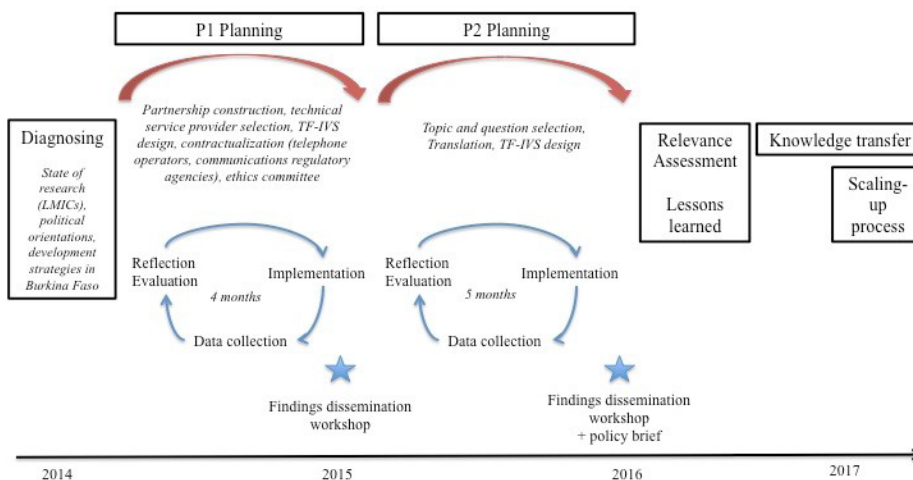 P1 Planning
P2 Planning
Diagnosing
State of
research
(LMICs),
political
orientations,
development
strategies in
Burkina Faso
Partnership construction, technical
service provider selection, TF-IVS
design, contractualization (telephone
operators, communications regulatory
agencies), ethics committee
Topic and question selection,
Translation, TF-IVS design
Relevance
Assessment
Lessons
learned
Knowledge transfer
Scaling-
up
process
Reflection
Evaluation
Implementation
4 months
Data collection
Reflection
Evaluation
Implementation
5 months
Data collection
Findings dissemination
workshop
Findings dissemination
workshop
+ policy brief
2014
2015
2016
2017